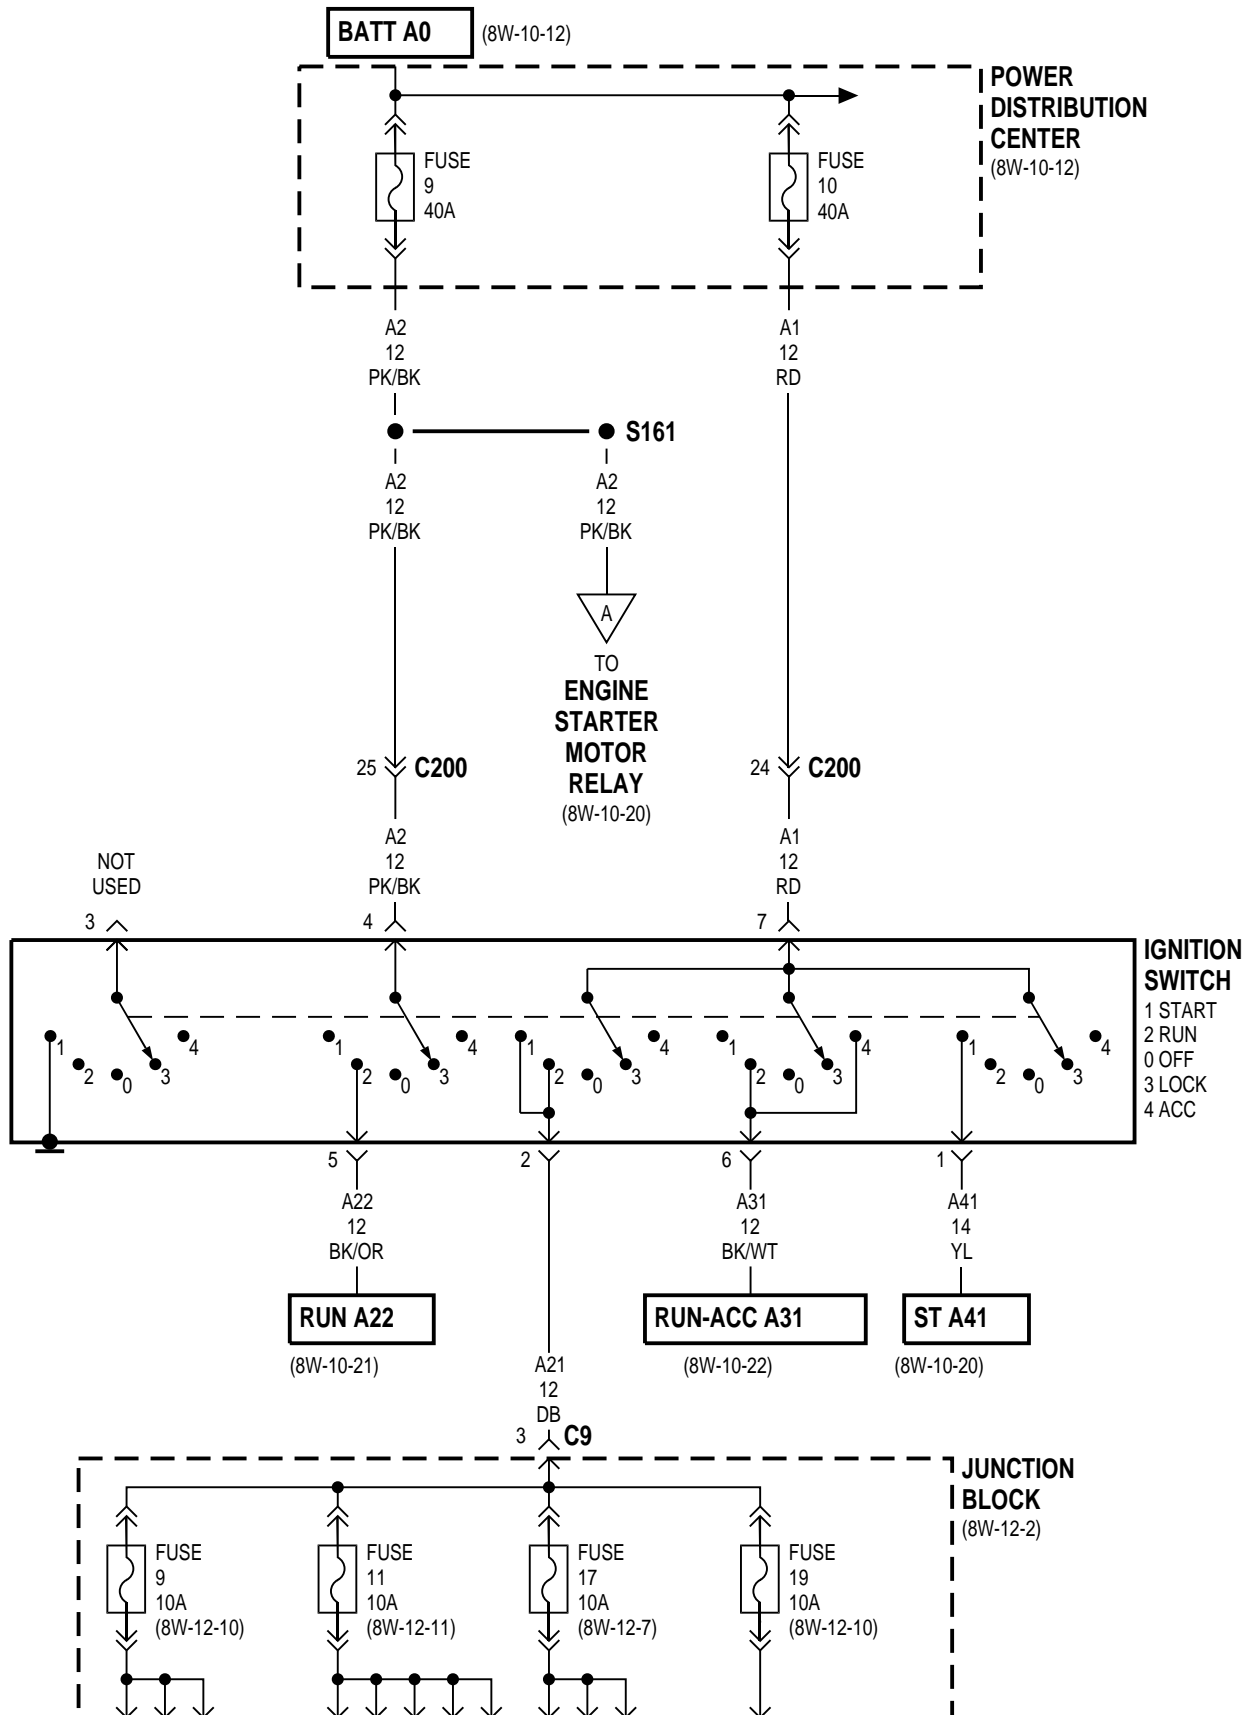 BATT A0 (8W-10-12)
POWER
DISTRIBUTION
CENTER
(8W-10-12)
FUSE
9
40A
FUSE
10
40A
A2
12
PK/BK
A1
12
RD
S161
A2
12
PK/BK
A2
12
PK/BK
A
TO
ENGINE
STARTER
MOTOR
RELAY
(8W-10-20)
25 C200
24 C200
A2
12
PK/BK
A1
12
RD
NOT
USED
3 4 7
IGNITION
SWITCH
1 START
2 RUN
0 OFF
3 LOCK
4 ACC
1 2 0 3 4
1 2 0 3 4
1 2 0 3 4
1 2 0 3 4
1 2 0 3 4
5 2 6 1
A22
12
BK/OR
A31
12
BK/WT
A41
14
YL
RUN A22
(8W-10-21)
RUN-ACC A31
(8W-10-22)
ST A41
(8W-10-20)
A21
12
DB
3 C9
JUNCTION
BLOCK
(8W-12-2)
FUSE
9
10A
(8W-12-10)
FUSE
11
10A
(8W-12-11)
FUSE
17
10A
(8W-12-7)
FUSE
19
10A
(8W-12-10)